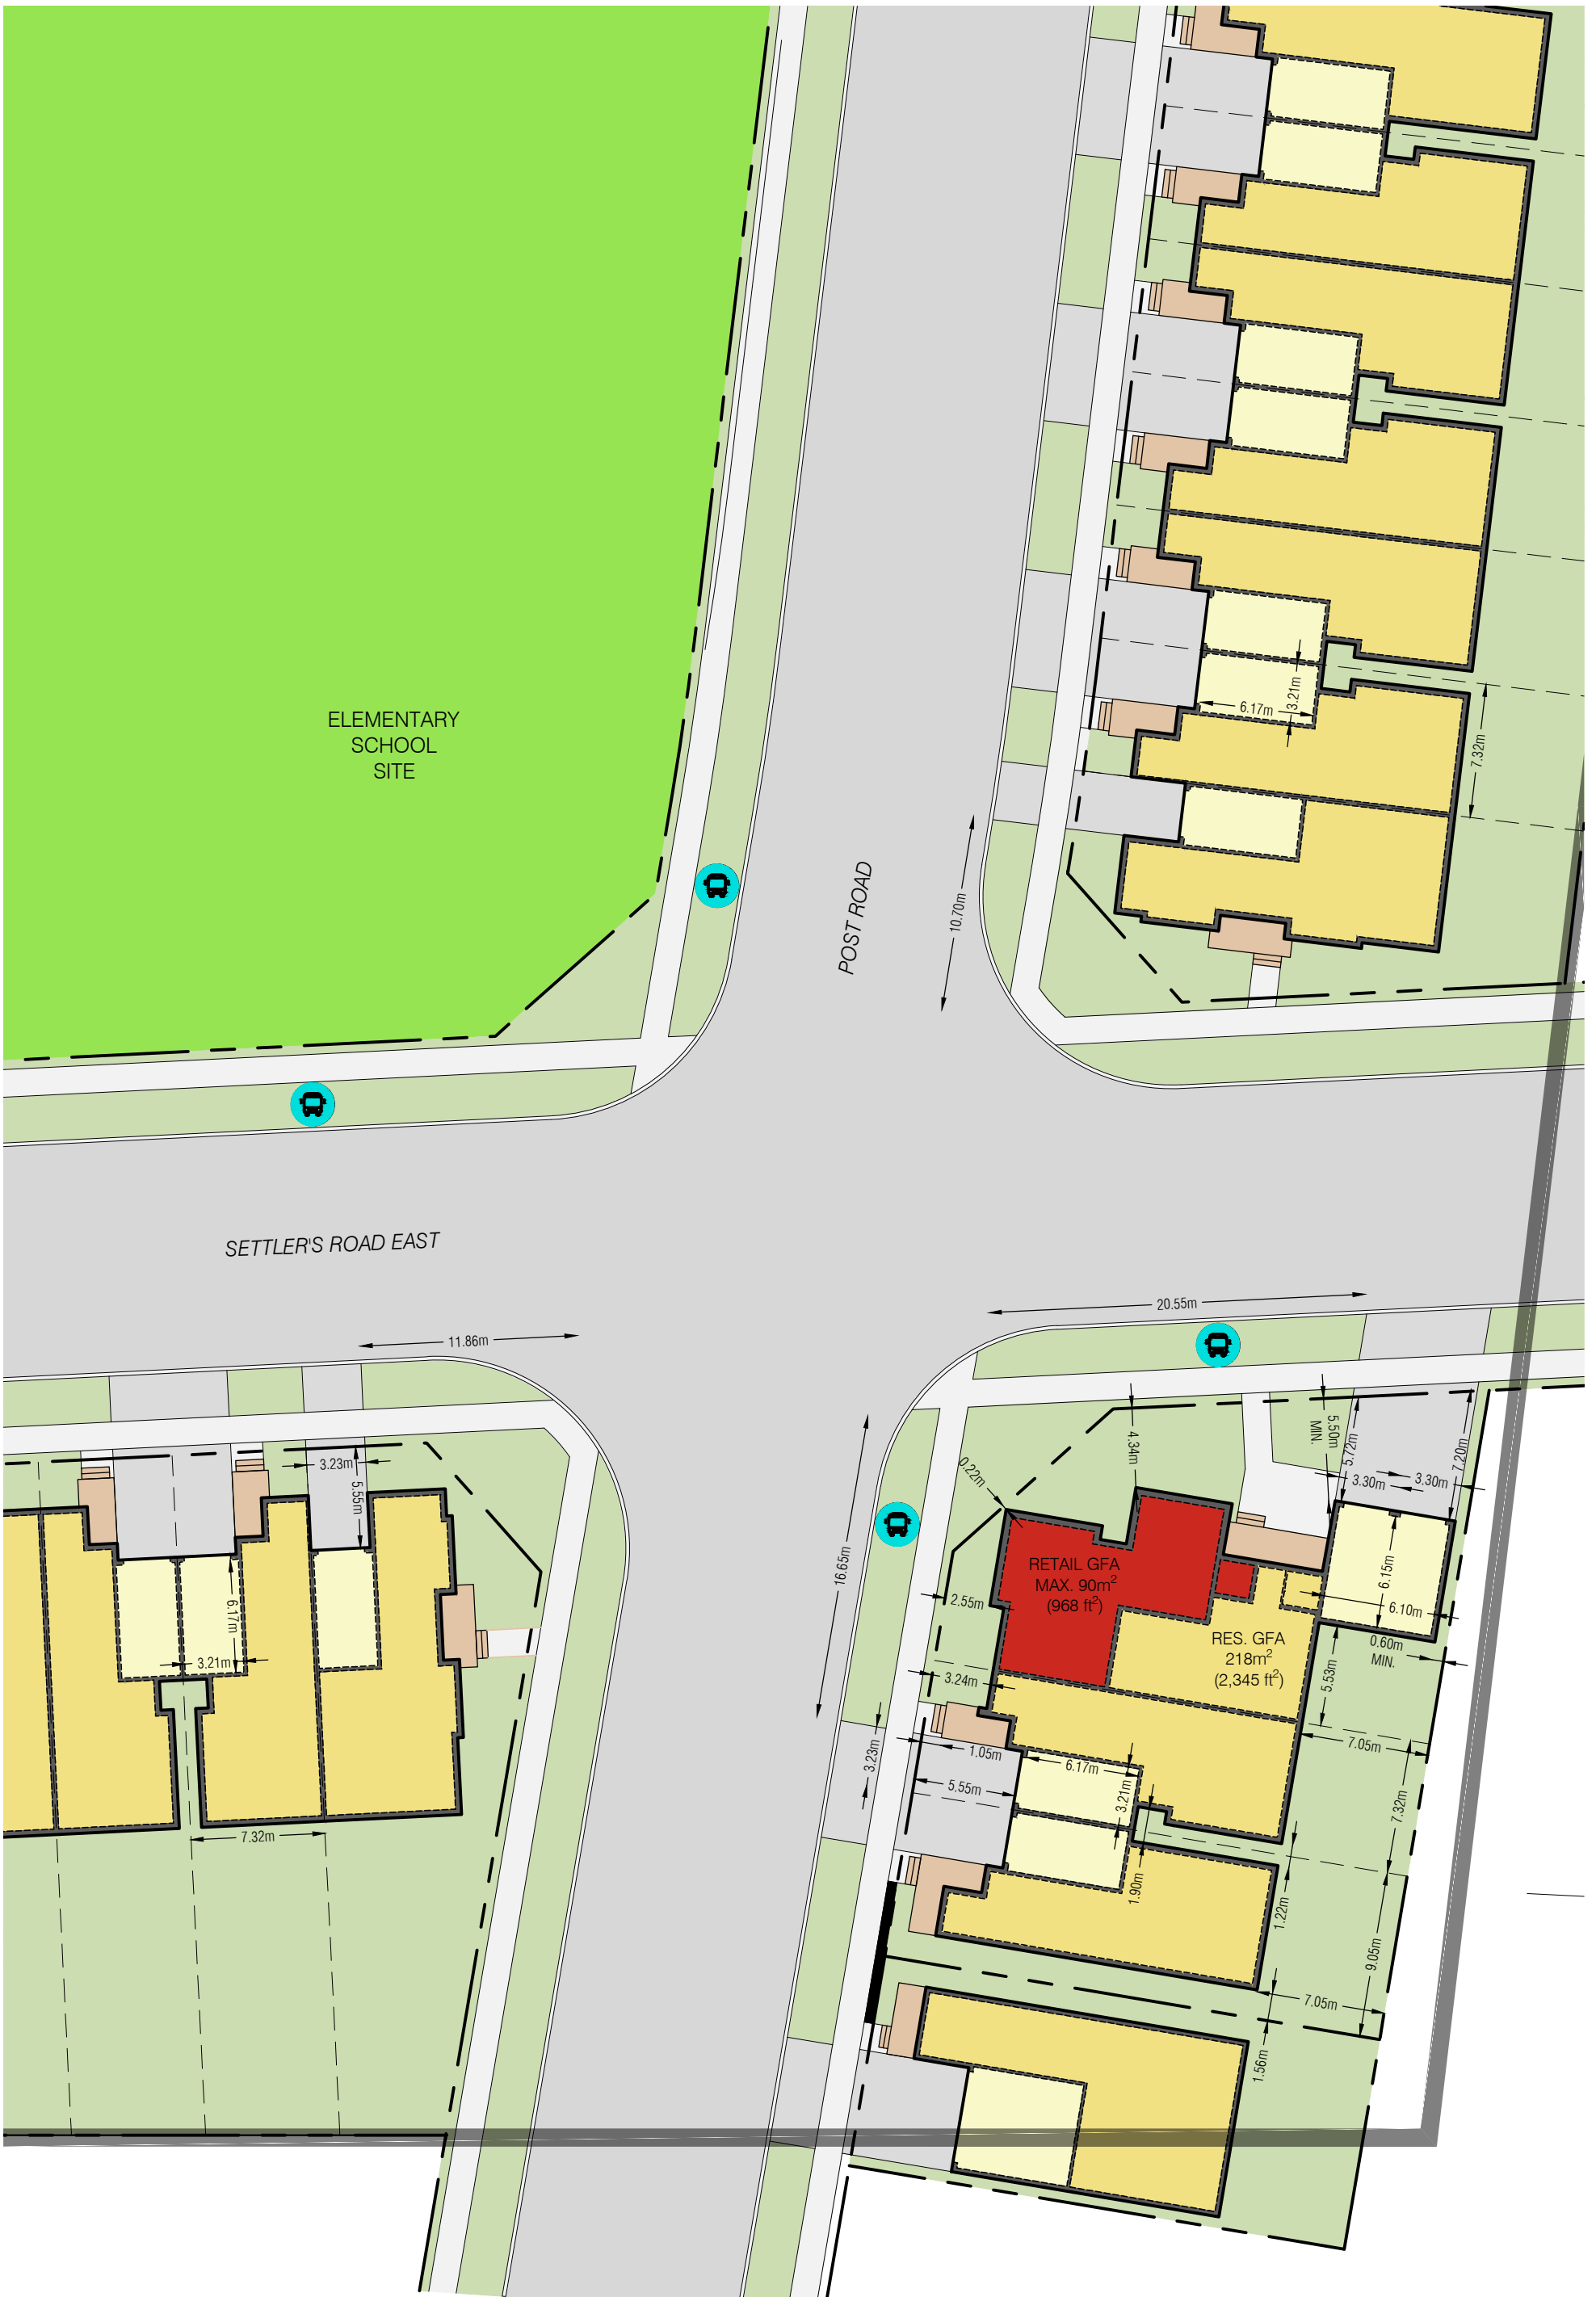 3.21m
6.17m
7.32m
ELEMENTARY
SCHOOL
SITE
POST ROAD
10.70m
SETTLER'S ROAD EAST
20.55m
11.86m
4.34m
5.50m
MIN.
5.72m
7.20m
3.30m
3.30m
0.22m
3.23m
5.55m
16.65m
RETAIL GFA
MAX. 90m²
(968 ft²)
6.15m
6.10m
2.55m
RES. GFA
218m²
(2,345 ft²)
0.60m
MIN.
6.17m
3.21m
5.53m
3.24m
3.23m
1.05m
7.05m
6.17m
5.55m
3.21m
7.32m
7.32m
1.90m
1.22m
9.05m
7.05m
1.56m